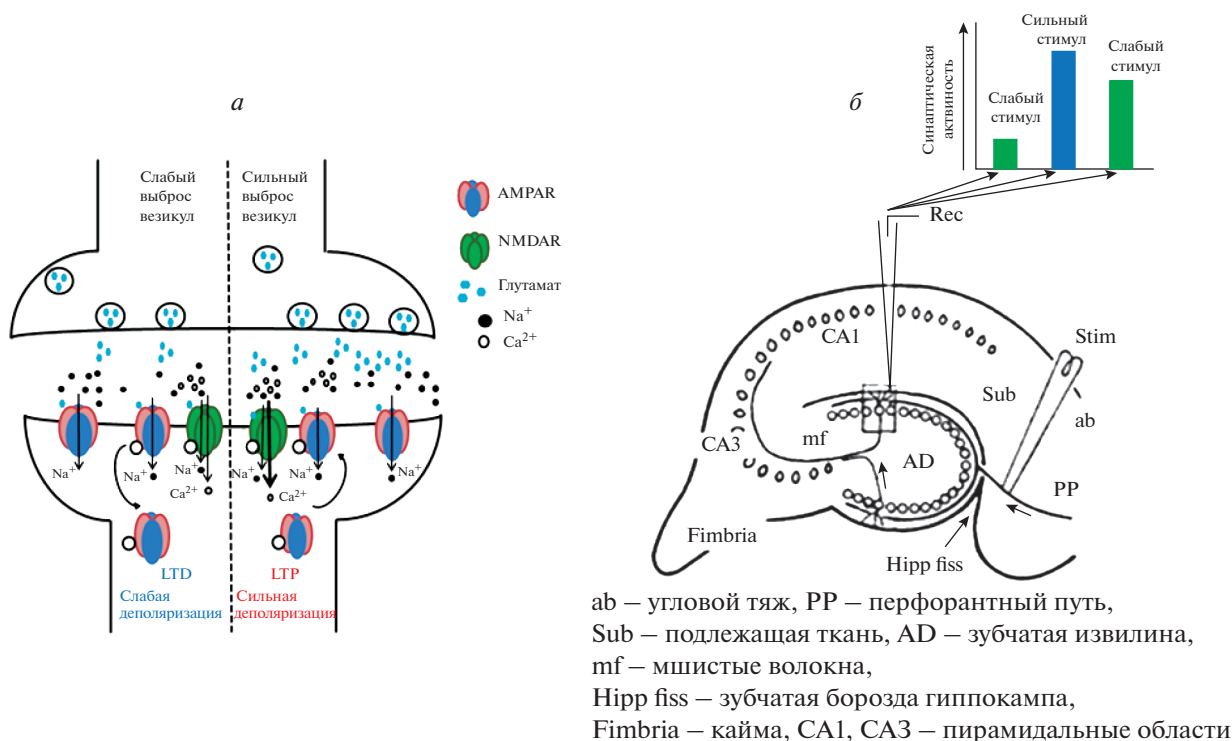 а
Слабый
выброс
везикул
Сильный
выброс
везикул
AMPAR
NMDAR
Глутамат
Na+
Ca2+
Na+
Na+
Na+
Ca2+
Na+
Na+
Na+
Ca2+
LTD
LTP
Слабая
деполяризация
Сильная
деполяризация
б
Синаптическая
актвиность
Слабый
стимул
Сильный
стимул
Слабый
стимул
Rec
CA1
Stim
Sub
ab
CA3
mf
AD
PP
Fimbria
Hipp fiss
ab – угловой тяж, PP – перфорантный путь,
Sub – подлежащая ткань, AD – зубчатая извилина,
mf – мшистые волокна,
Hipp fiss – зубчатая борозда гиппокампа,
Fimbria – кайма, CA1, CA3 – пирамидальные области